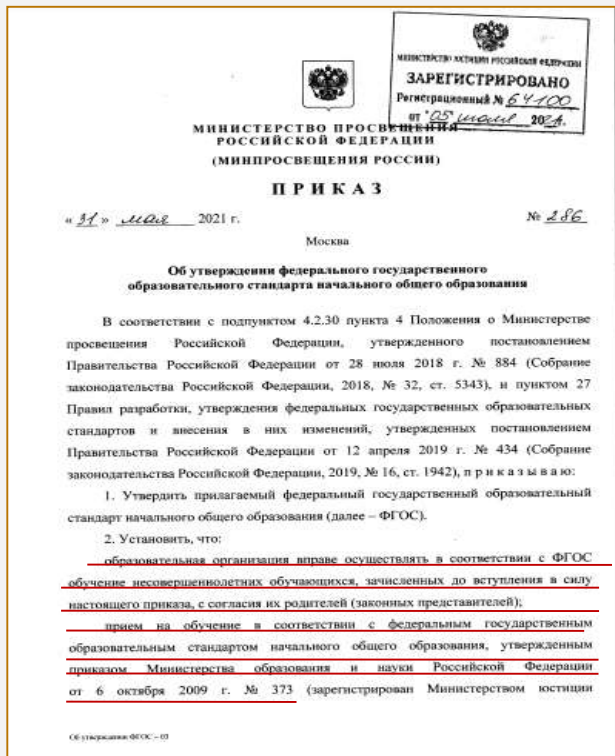 МИНИСТЕРСТВО ЮСТИЦИИ РОССИЙСКОЙ ФЕДЕРАЦИИ
ЗАРЕГИСТРИРОВАНО
Регистрационный № 64100
от "05 июля 2021.
МИНИСТЕРСТВО ПРОСВЕЩЕНИЯ
РОССИЙСКОЙ ФЕДЕРАЦИИ
(МИНПРОСВЕЩЕНИЯ РОССИИ)
П Р И К А З
« 31 » мая 2021 г.
№ 286
Москва
Об утверждении федерального государственного
образовательного стандарта начального общего образования
В соответствии с подпунктом 4.2.30 пункта 4 Положения о Министерстве
просвещения Российской Федерации, утвержденного постановлением
Правительства Российской Федерации от 28 июля 2018 г. № 884 (Собрание
законодательства Российской Федерации, 2018, № 32, ст. 5343), и пунктом 27
Правил разработки, утверждения федеральных государственных образовательных
стандартов и внесения в них изменений, утвержденных постановлением
Правительства Российской Федерации от 12 апреля 2019 г. № 434 (Собрание
законодательства Российской Федерации, 2019, № 16, ст. 1942), п р и к а з ы в а ю:
1. Утвердить прилагаемый федеральный государственный образовательный
стандарт начального общего образования (далее – ФГОС).
2. Установить, что:
образовательная организация вправе осуществлять в соответствии с ФГОС
обучение несовершеннолетних обучающихся, зачисленных до вступления в силу
настоящего приказа, с согласия их родителей (законных представителей);
прием на обучение в соответствии с федеральным государственным
образовательным стандартом начального общего образования, утвержденным
приказом Министерства образования и науки Российской Федерации
от 6 октября 2009 г. № 373 (зарегистрирован Министерством юстиции
Об утверждении ФГОС – 03